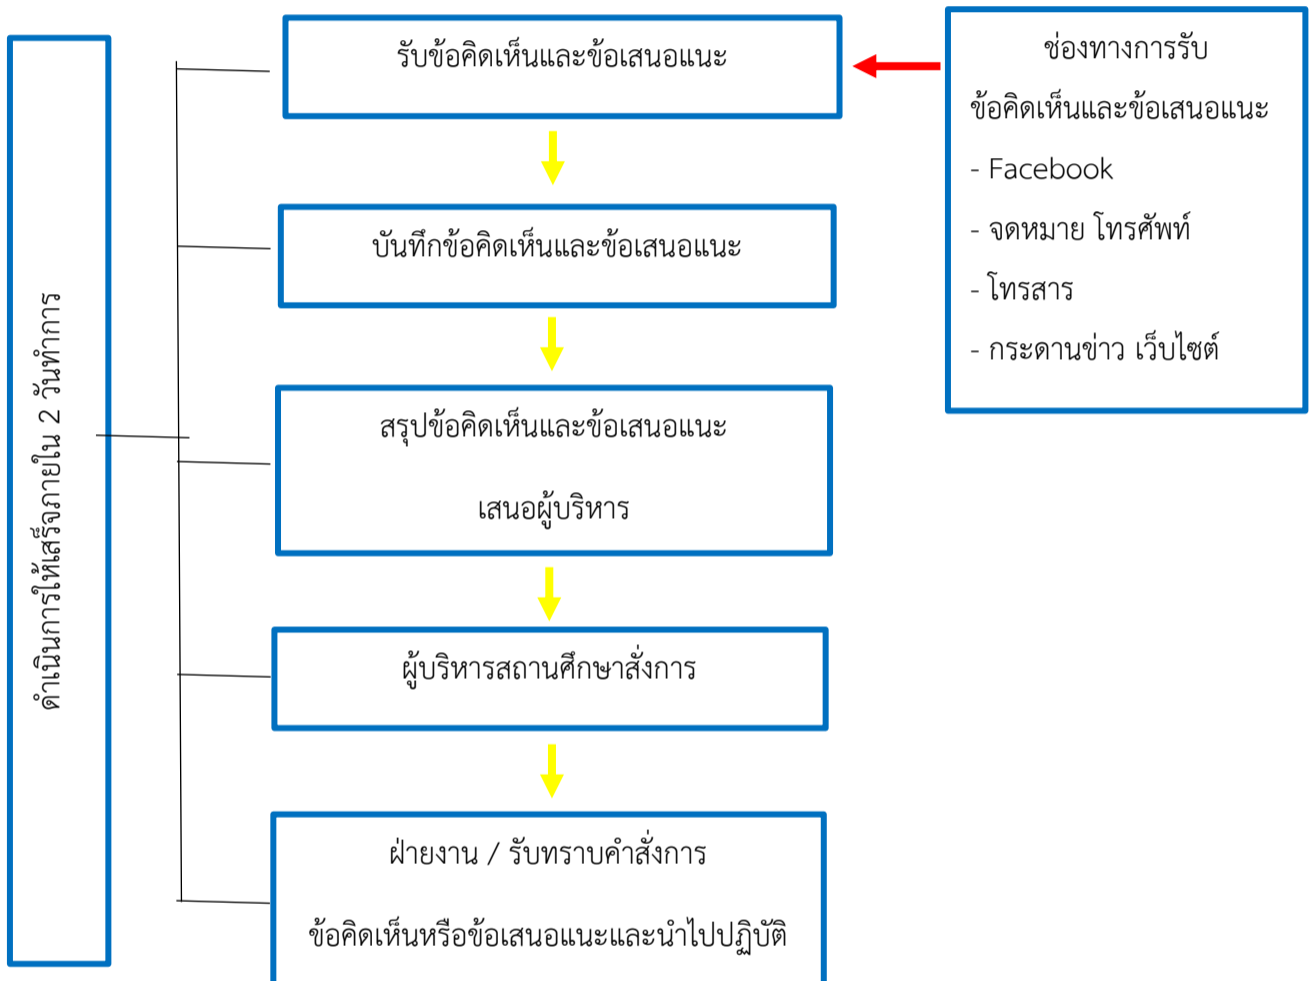 ดำเนินการให้เสร็จภายใน 2 วันทำการ
รับข้อคิดเห็นและข้อเสนอแนะ
บันทึกข้อคิดเห็นและข้อเสนอแนะ
สรุปข้อคิดเห็นและข้อเสนอแนะ
เสนอผู้บริหาร
ผู้บริหารสถานศึกษาสั่งการ
ฝ่ายงาน / รับทราบคำสั่งการ
ข้อคิดเห็นหรือข้อเสนอแนะและนำไปปฏิบัติ
ช่องทางการรับ
ข้อคิดเห็นและข้อเสนอแนะ
- Facebook
- จดหมาย โทรศัพท์
- โทรสาร
- กระดานข่าว เว็บไซต์